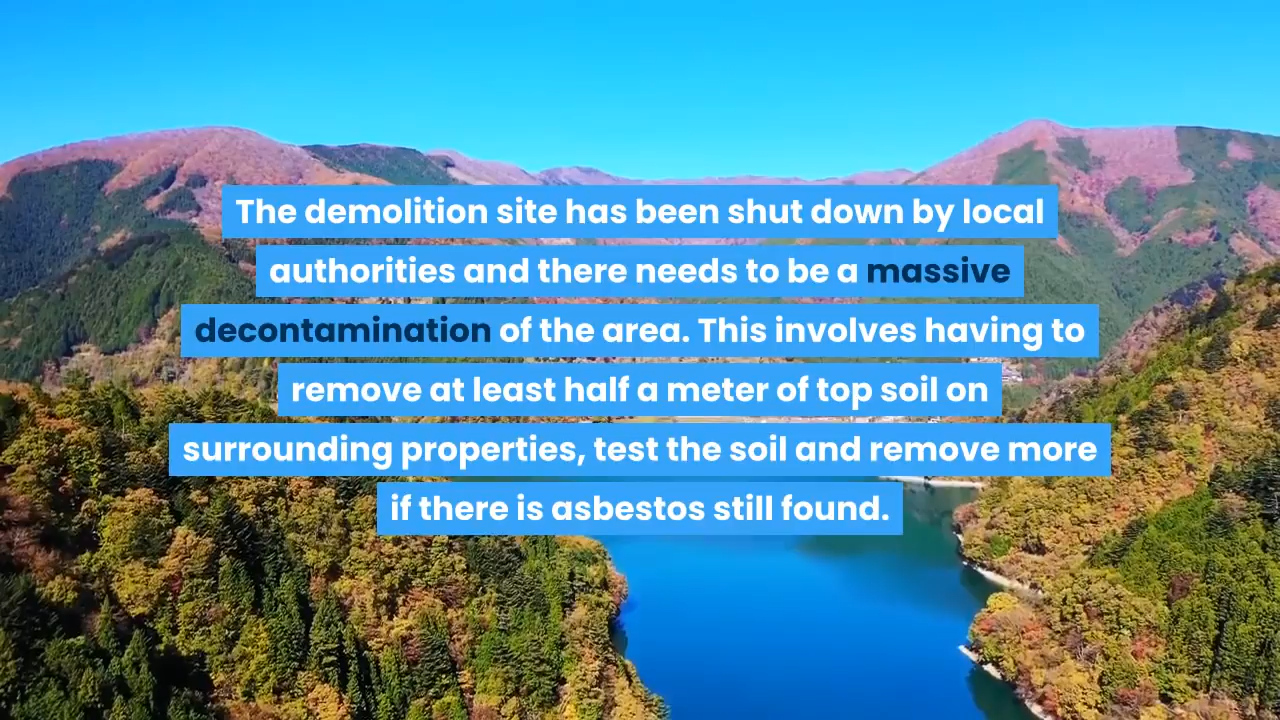 The demolition site has been shut down by local
authorities and there needs to be a massive
decontamination of the area. This involves having to
remove at least half a meter of top soil on
surrounding properties, test the soil and remove more
if there is asbestos still found.